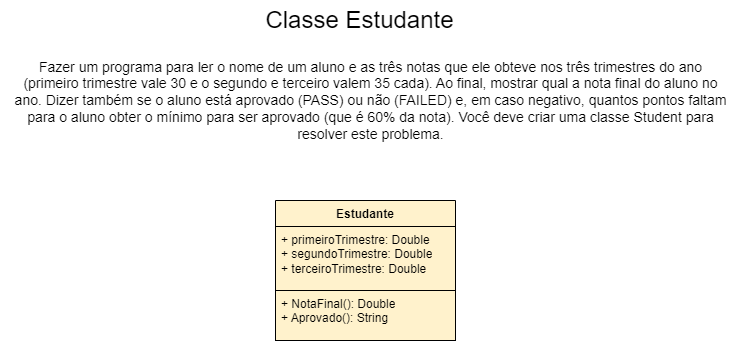 Classe Estudante
Fazer um programa para ler o nome de um aluno e as três notas que ele obteve nos três trimestres do ano
(primeiro trimestre vale 30 e o segundo e terceiro valem 35 cada). Ao final, mostrar qual a nota final do aluno no
ano. Dizer também se o aluno está aprovado (PASS) ou não (FAILED) e, em caso negativo, quantos pontos faltam
para o aluno obter o mínimo para ser aprovado (que é 60% da nota). Você deve criar uma classe Student para
resolver este problema.
Estudante
+ primeiroTrimestre: Double
+ segundoTrimestre: Double
+ terceiroTrimestre: Double
+ NotaFinal(): Double
+ Aprovado(): String